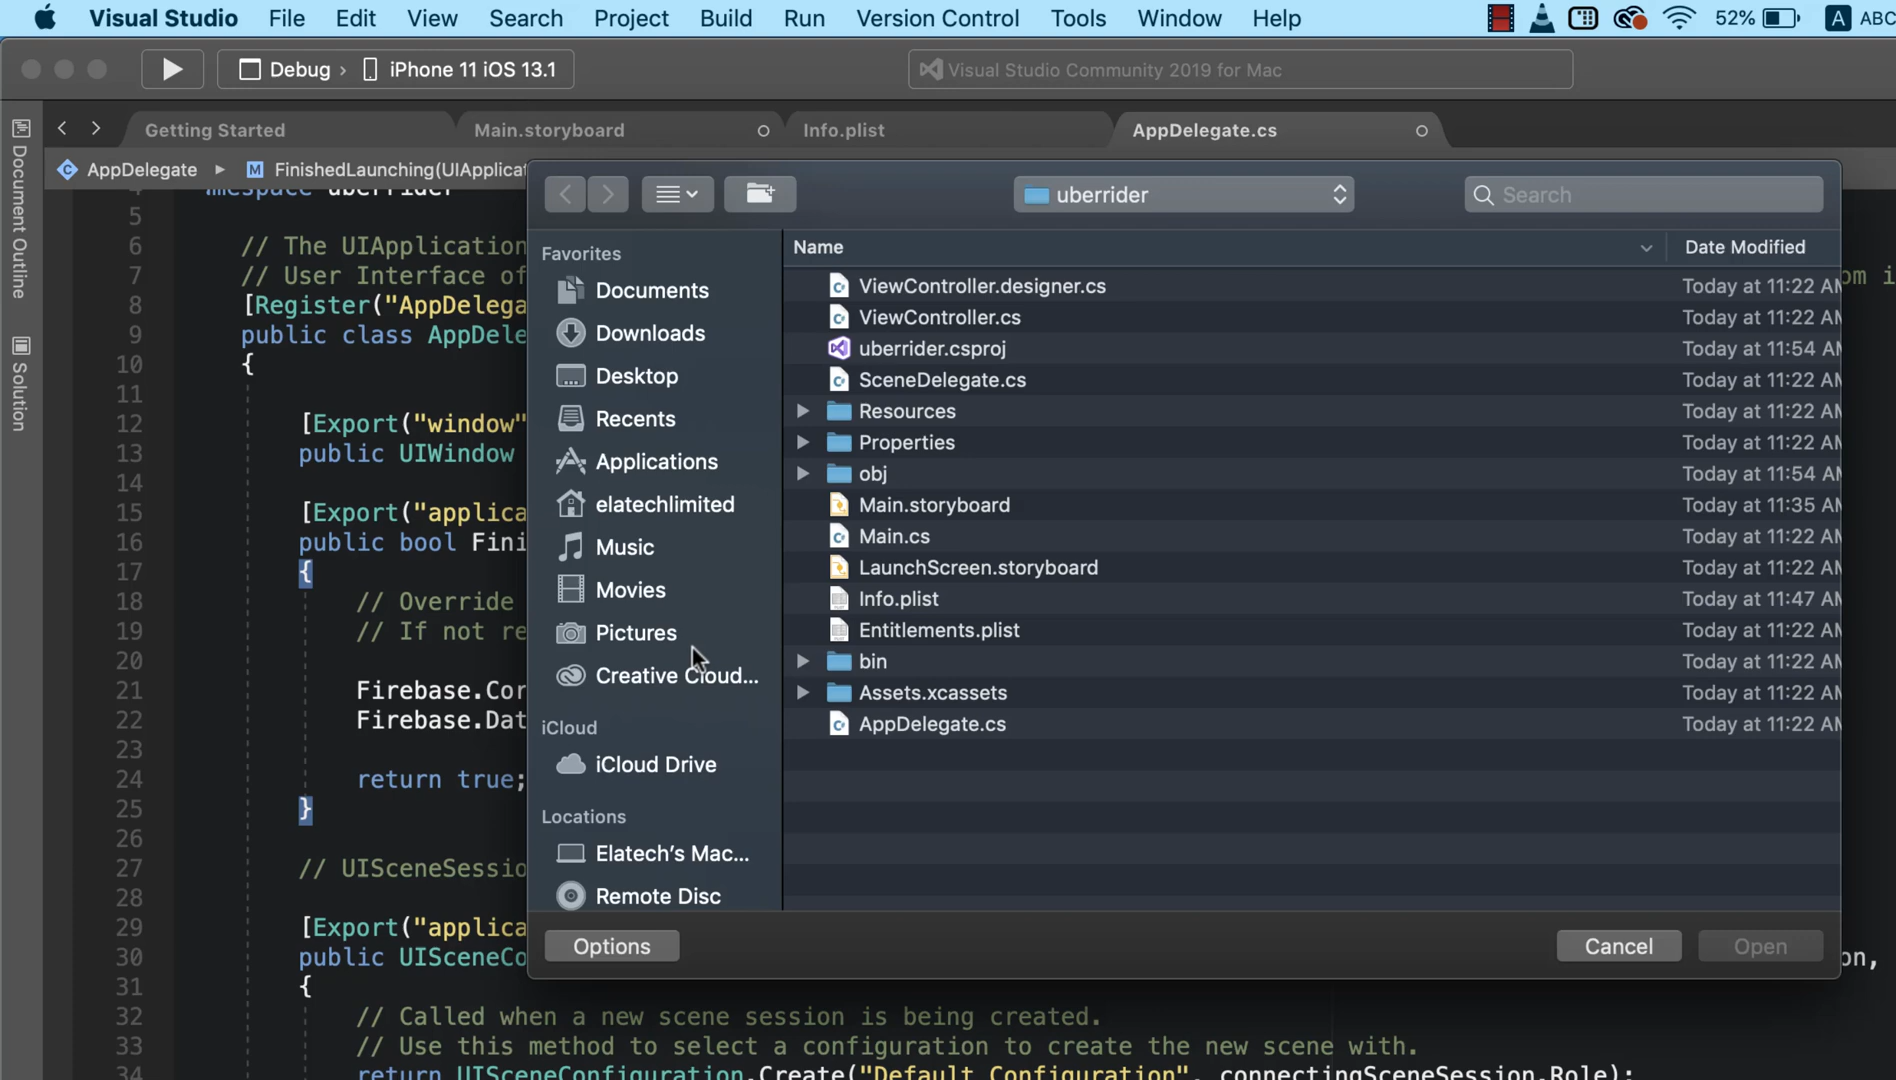 Visual Studio File Edit View Search Project Build Run Version Control Tools Window Help 52% A ABC
Debug › iPhone 11 iOS 13.1 Visual Studio Community 2019 for Mac
Getting Started Main.storyboard Info.plist AppDelegate.cs
AppDelegate M FinishedLaunching(UIApplicat
Document Outline
Solution
uberrider
Search
Favorites
Documents
Downloads
Desktop
Recents
Applications
elatechlimited
Music
Movies
Pictures
Creative Cloud...
iCloud
iCloud Drive
Locations
Elatech's Mac...
Remote Disc
Name Date Modified
ViewController.designer.cs Today at 11:22 AM
ViewController.cs Today at 11:22 AM
uberrider.csproj Today at 11:54 AM
SceneDelegate.cs Today at 11:22 AM
Resources Today at 11:22 AM
Properties Today at 11:22 AM
obj Today at 11:54 AM
Main.storyboard Today at 11:35 AM
Main.cs Today at 11:22 AM
LaunchScreen.storyboard Today at 11:22 AM
Info.plist Today at 11:47 AM
Entitlements.plist Today at 11:22 AM
bin Today at 11:22 AM
Assets.xcassets Today at 11:22 AM
AppDelegate.cs Today at 11:22 AM
Options Cancel Open
4 mespace uberrider
5
6 // The UIApplication
7 // User Interface of om i
8 [Register("AppDelega
9 public class AppDele
10 {
11
12 [Export("window"
13 public UIWindow
14
15 [Export("applica
16 public bool Fini
17 {
18 // Override
19 // If not re
20
21 Firebase.Cor
22 Firebase.Dat
23
24 return true;
25 }
26
27 // UISceneSessio
28
29 [Export("applica
30 public UISceneCo on,
31 {
32 // Called when a new scene session is being created.
33 // Use this method to select a configuration to create the new scene with.
34 return UISceneConfiguration.Create("Default Configuration", connectingSceneSession.Role);